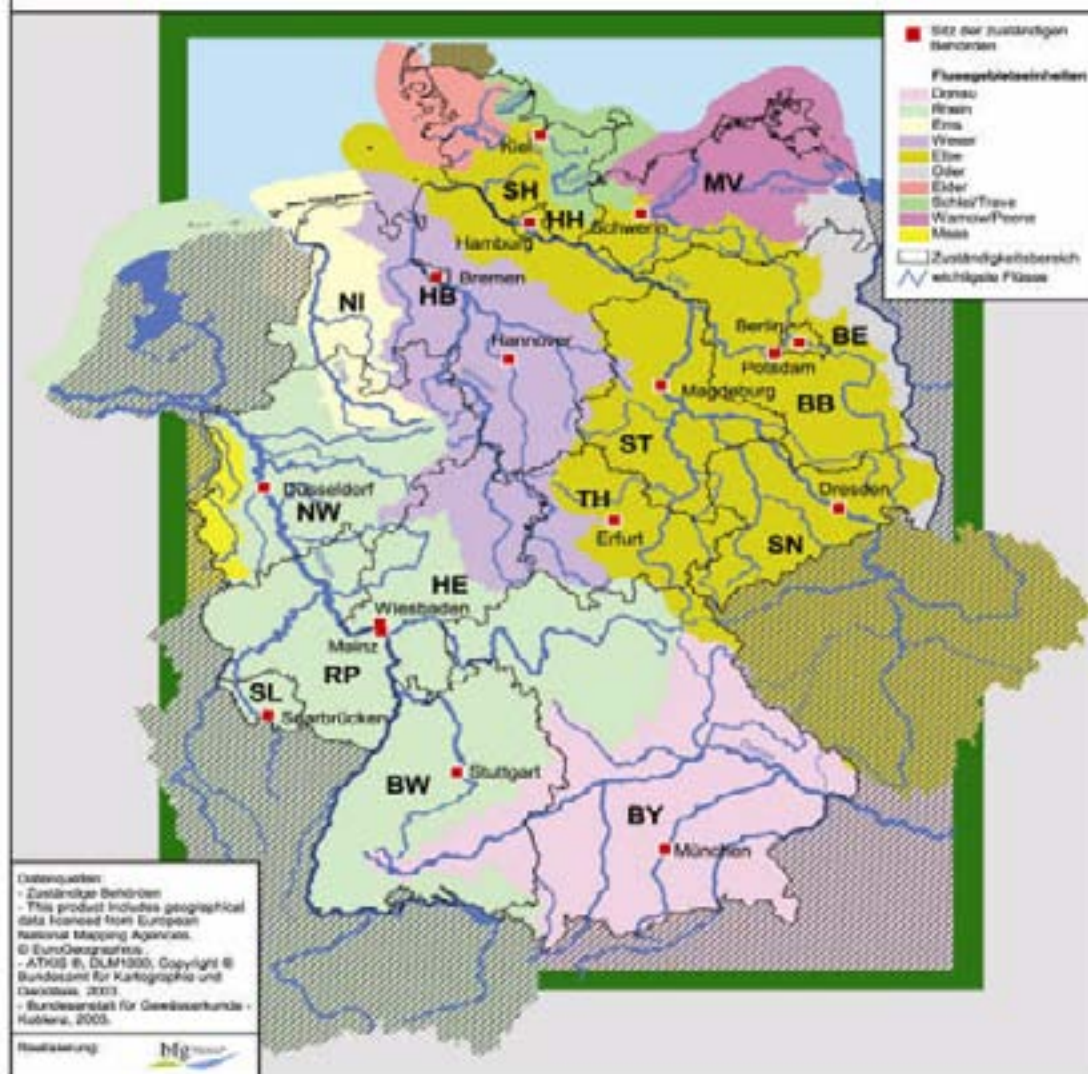 Sitz der zuständigen
Behörden
Flussgebietseinheiten
Donau
Rhein
Ems
Weser
Elbe
Oder
Eider
Schlei/Trave
Warnow/Peene
Maas
Zuständigkeitsbereich
wichtigste Flüsse
Kiel
SH
MV
HH
Schwerin
Hamburg
NI
HB
Bremen
Hannover
Berlin
BE
Potsdam
Magdeburg
BB
ST
Düsseldorf
NW
TH
Dresden
Erfurt
SN
HE
Wiesbaden
Mainz
RP
SL
Saarbrücken
BW
Stuttgart
BY
München
Datenquellen:
- Zuständige Behörden
- This product includes geographical
data licensed from European
National Mapping Agencies.
© EuroGeographics.
- ATKIS ®, DLM1000, Copyright ©
Bundesamt für Kartographie und
Geodäsie, 2003.
- Bundesanstalt für Gewässerkunde -
Koblenz, 2003.
Realisierung:
bfg